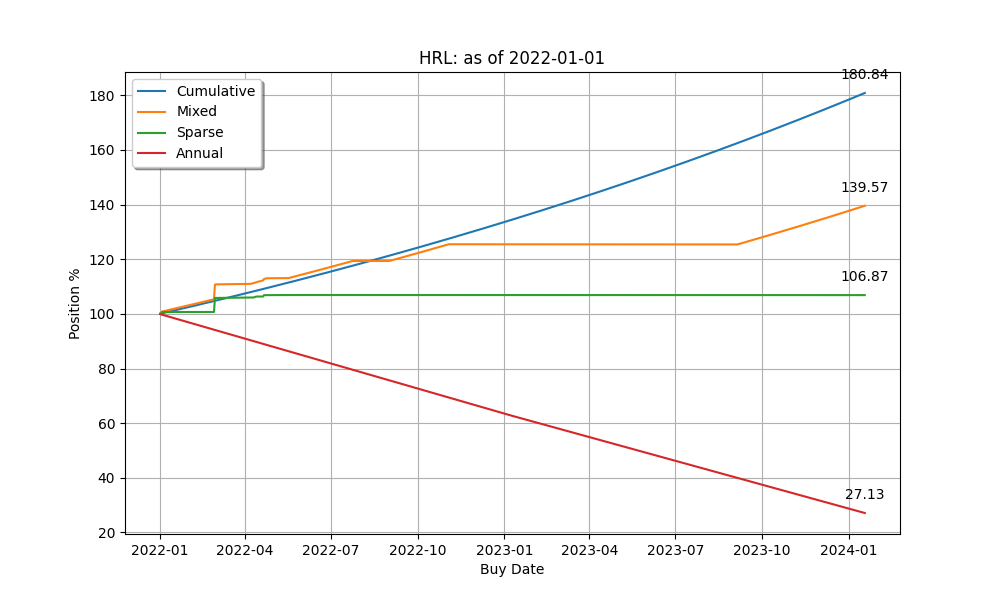 HRL: as of 2022-01-01
180.84
Cumulative
Mixed
Sparse
Annual
139.57
106.87
27.13
Position %
180
160
140
120
100
80
60
40
20
2022-01 2022-04 2022-07 2022-10 2023-01 2023-04 2023-07 2023-10 2024-01
Buy Date